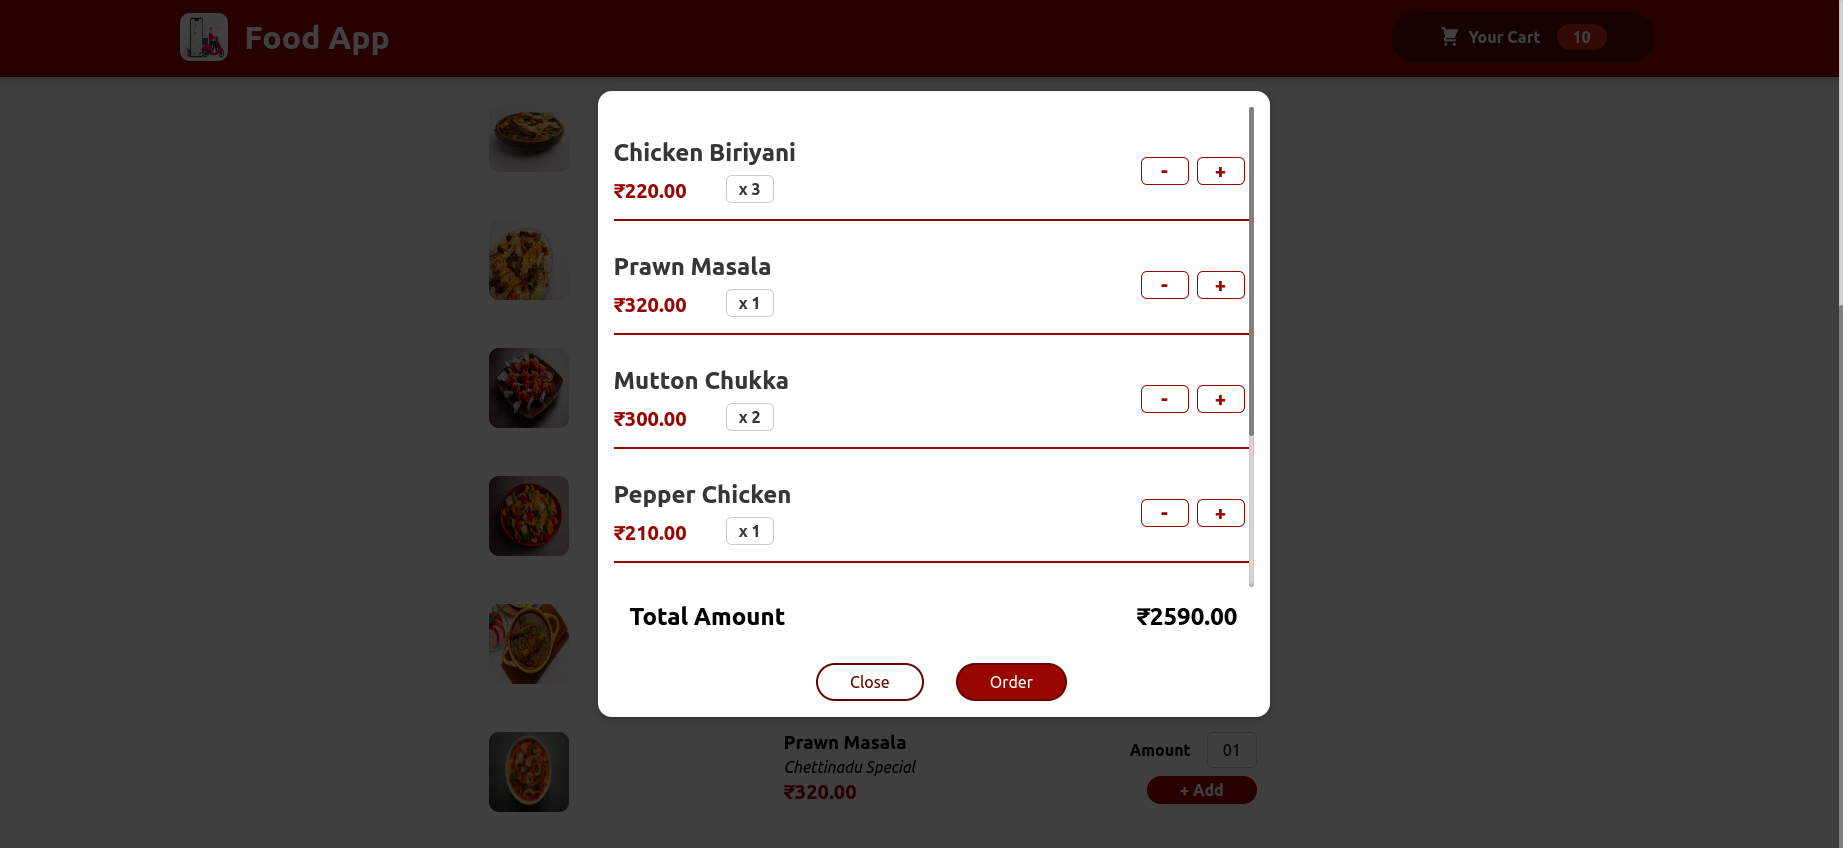 Food App
Your Cart 10
Chicken Biriyani
₹220.00 x 3
- +
Prawn Masala
₹320.00 x 1
- +
Mutton Chukka
₹300.00 x 2
- +
Pepper Chicken
₹210.00 x 1
- +
Total Amount ₹2590.00
Close Order
Prawn Masala
Chettinadu Special
₹320.00
Amount 01
+ Add